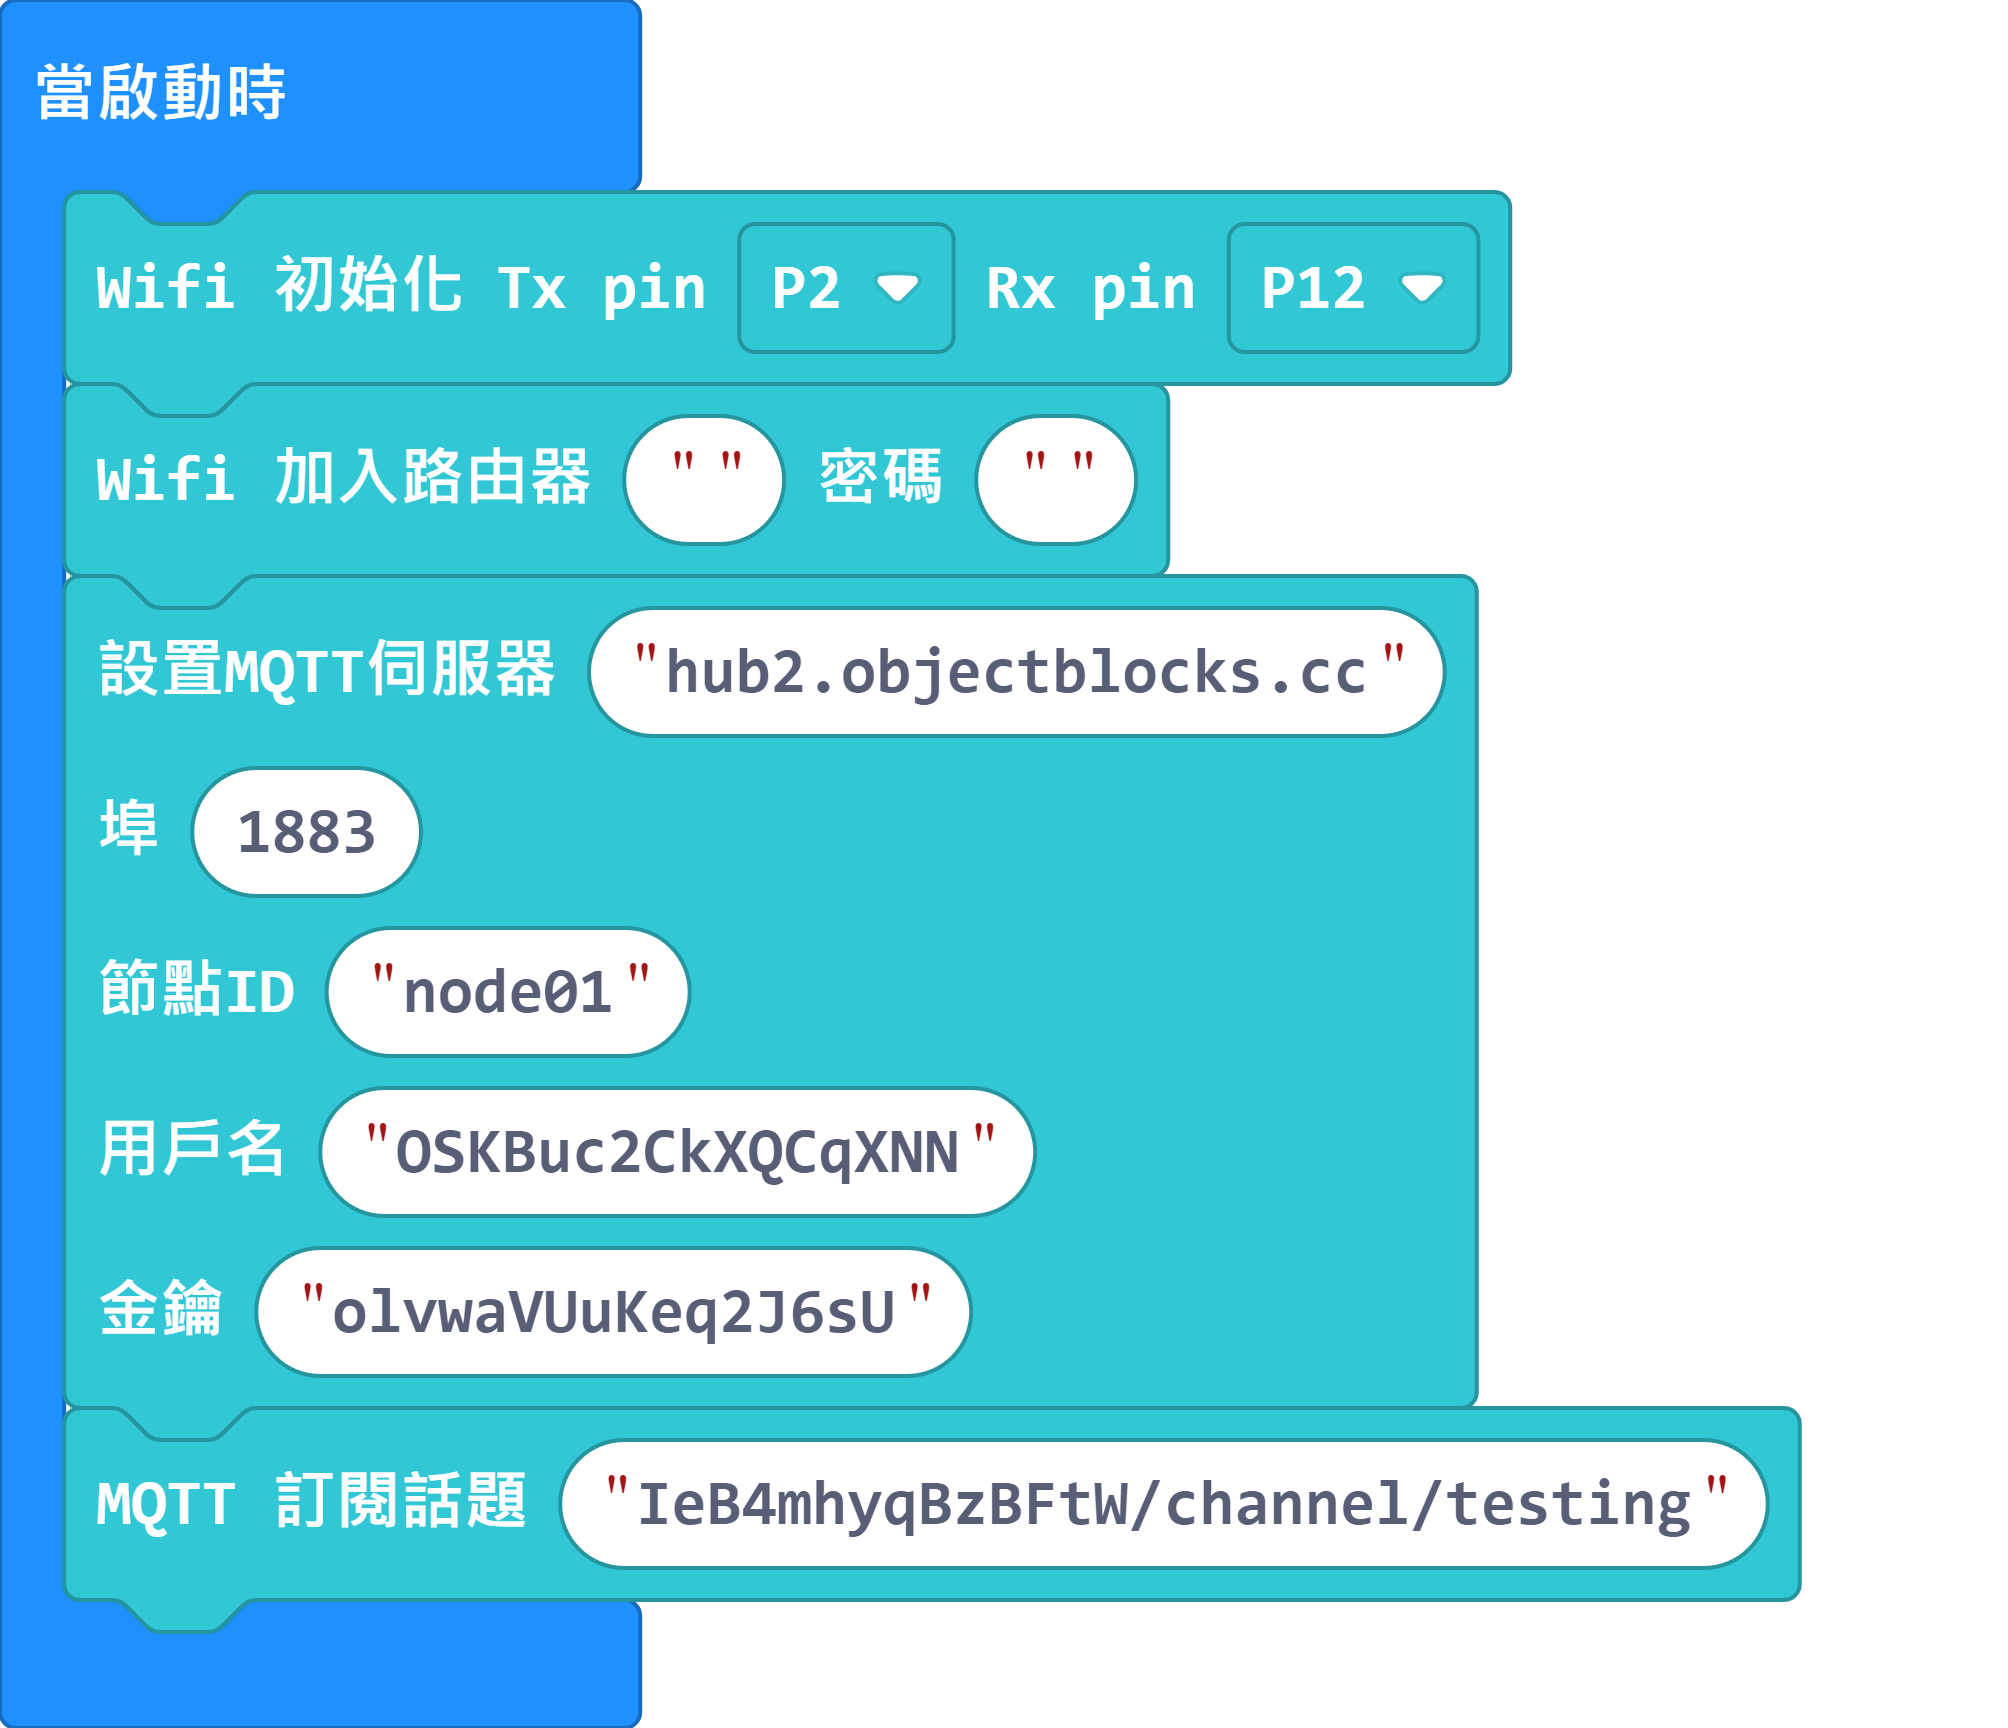 當啟動時
Wifi 初始化 Tx pin P2 Rx pin P12
Wifi 加入路由器 "" 密碼 ""
設置MQTT伺服器 "hub2.objectblocks.cc"
埠 1883
節點ID "node01"
用戶名 "OSKBuc2CkXQCqXNN"
金鑰 "olvwaVUuKeq2J6sU"
MQTT 訂閱話題 "IeB4mhyqBzBFtW/channel/testing"